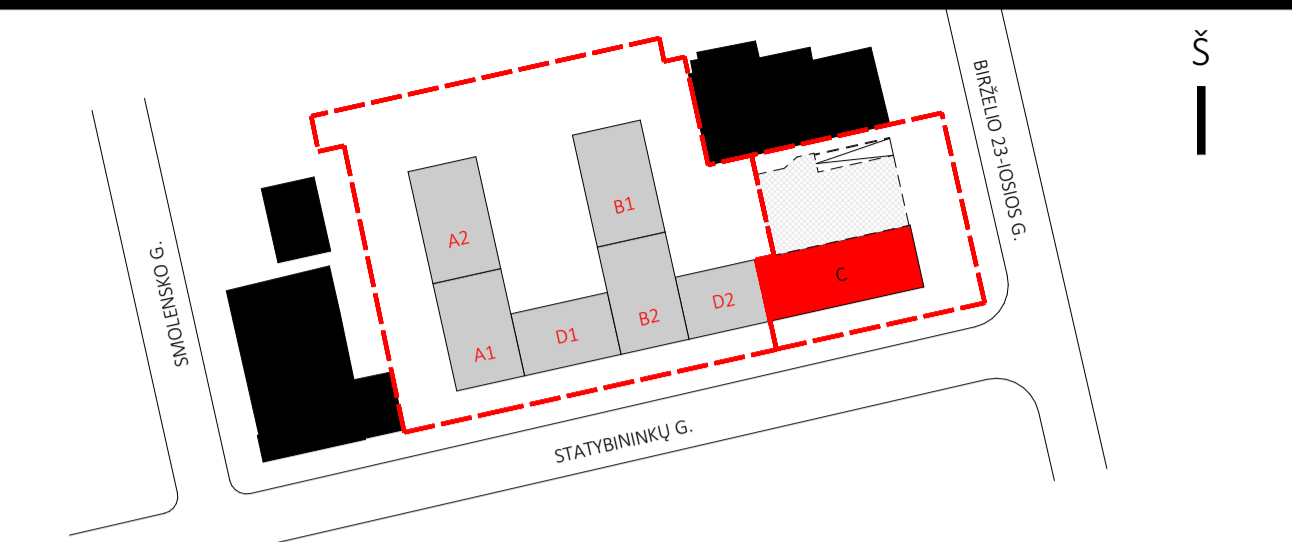 Š
BIRŽELIO 23-IOSIOS G.
B1
A2
C
D2
B2
D1
A1
SMOLENSKO G.
STATYBININKŲ G.